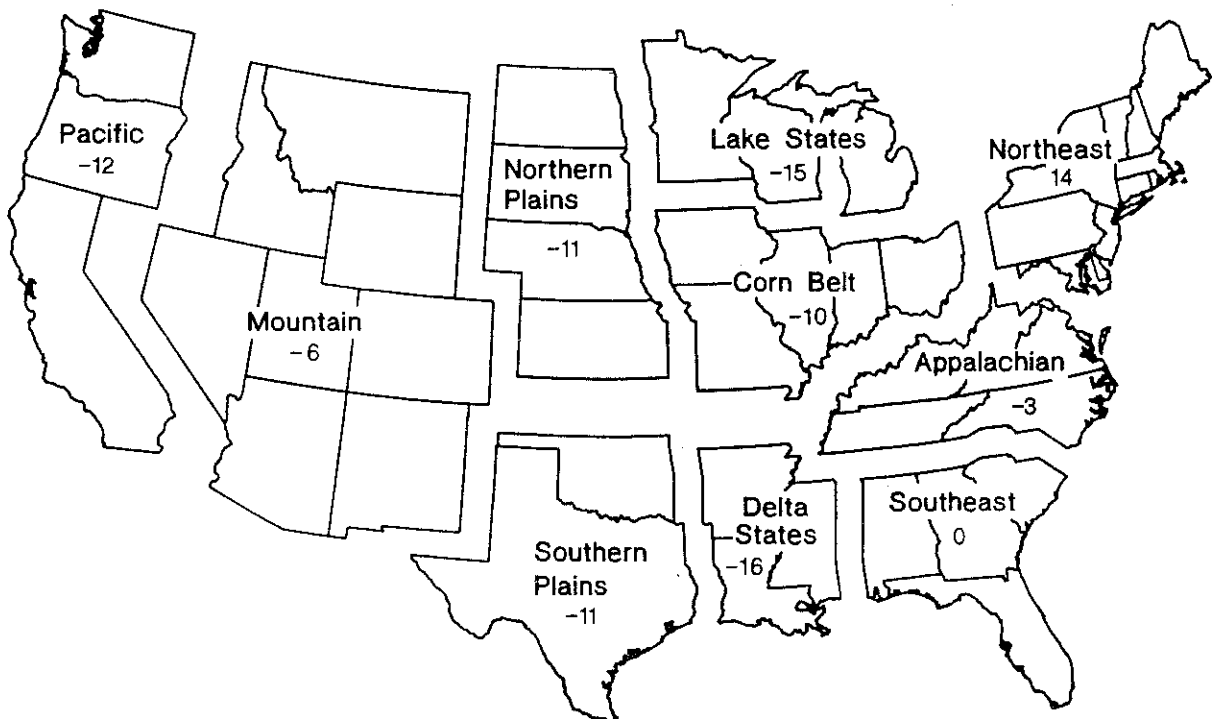 Pacific
-12
Mountain
-6
Northern
Plains
-11
Lake States
-15
Corn Belt
-10
Northeast
14
Appalachian
-3
Southeast
0
Delta
States
-16
Southern
Plains
-11